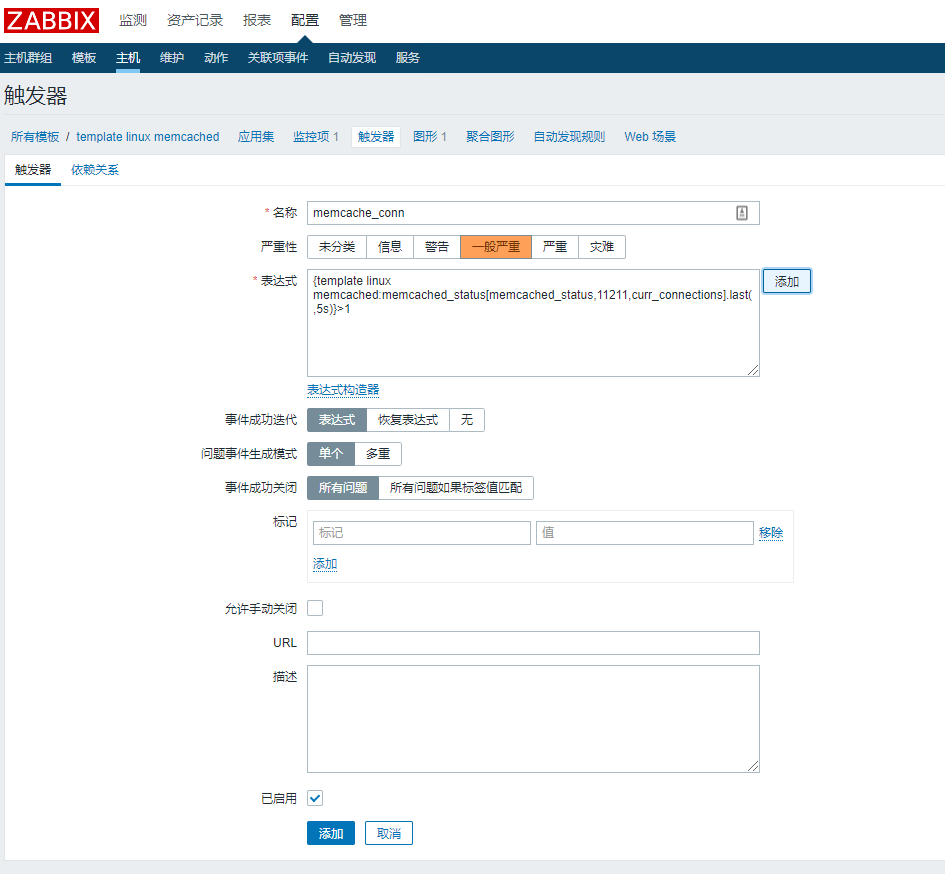 ZABBIX 监测 资产记录 报表 配置 管理
主机群组 模板 主机 维护 动作 关联项事件 自动发现 服务
触发器
所有模板 / template linux memcached 应用集 监控项 1 触发器 图形 1 聚合图形 自动发现规则 Web 场景
触发器 依赖关系
* 名称 memcache_conn
严重性 未分类 信息 警告 一般严重 严重 灾难
* 表达式 {template linux 添加
memcached:memcached_status[memcached_status,11211,curr_connections].last(
,5s)}>1
表达式构造器
事件成功迭代 表达式 恢复表达式 无
问题事件生成模式 单个 多重
事件成功关闭 所有问题 所有问题如果标签值匹配
标记 标记 值 移除
添加
允许手动关闭
URL
描述
已启用
添加 取消